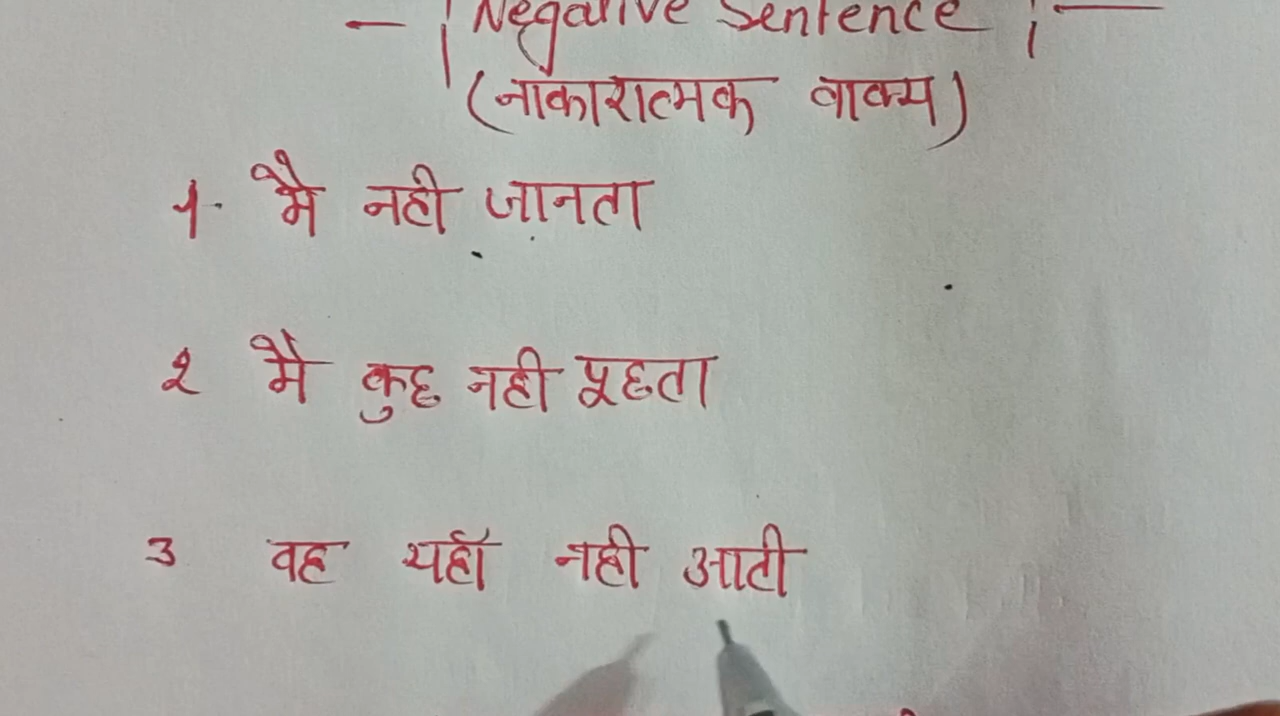 Negative Sentence
(नाकारात्मक वाक्य)
1. मै नही जानता
2 मै कुछ नही पूछता
3 वह यहाँ नही आती